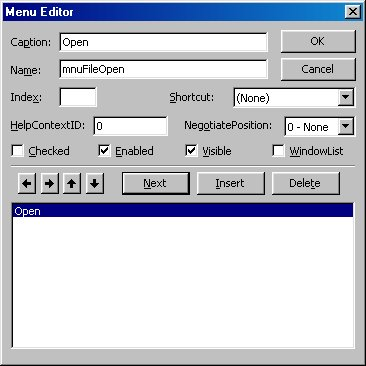 Menu Editor
Caption: Open OK
Name: mnuFileOpen Cancel
Index: Shortcut: (None)
HelpContextID: 0 NegotiatePosition: 0 - None
Checked Enabled Visible WindowList
Next Insert Delete
Open